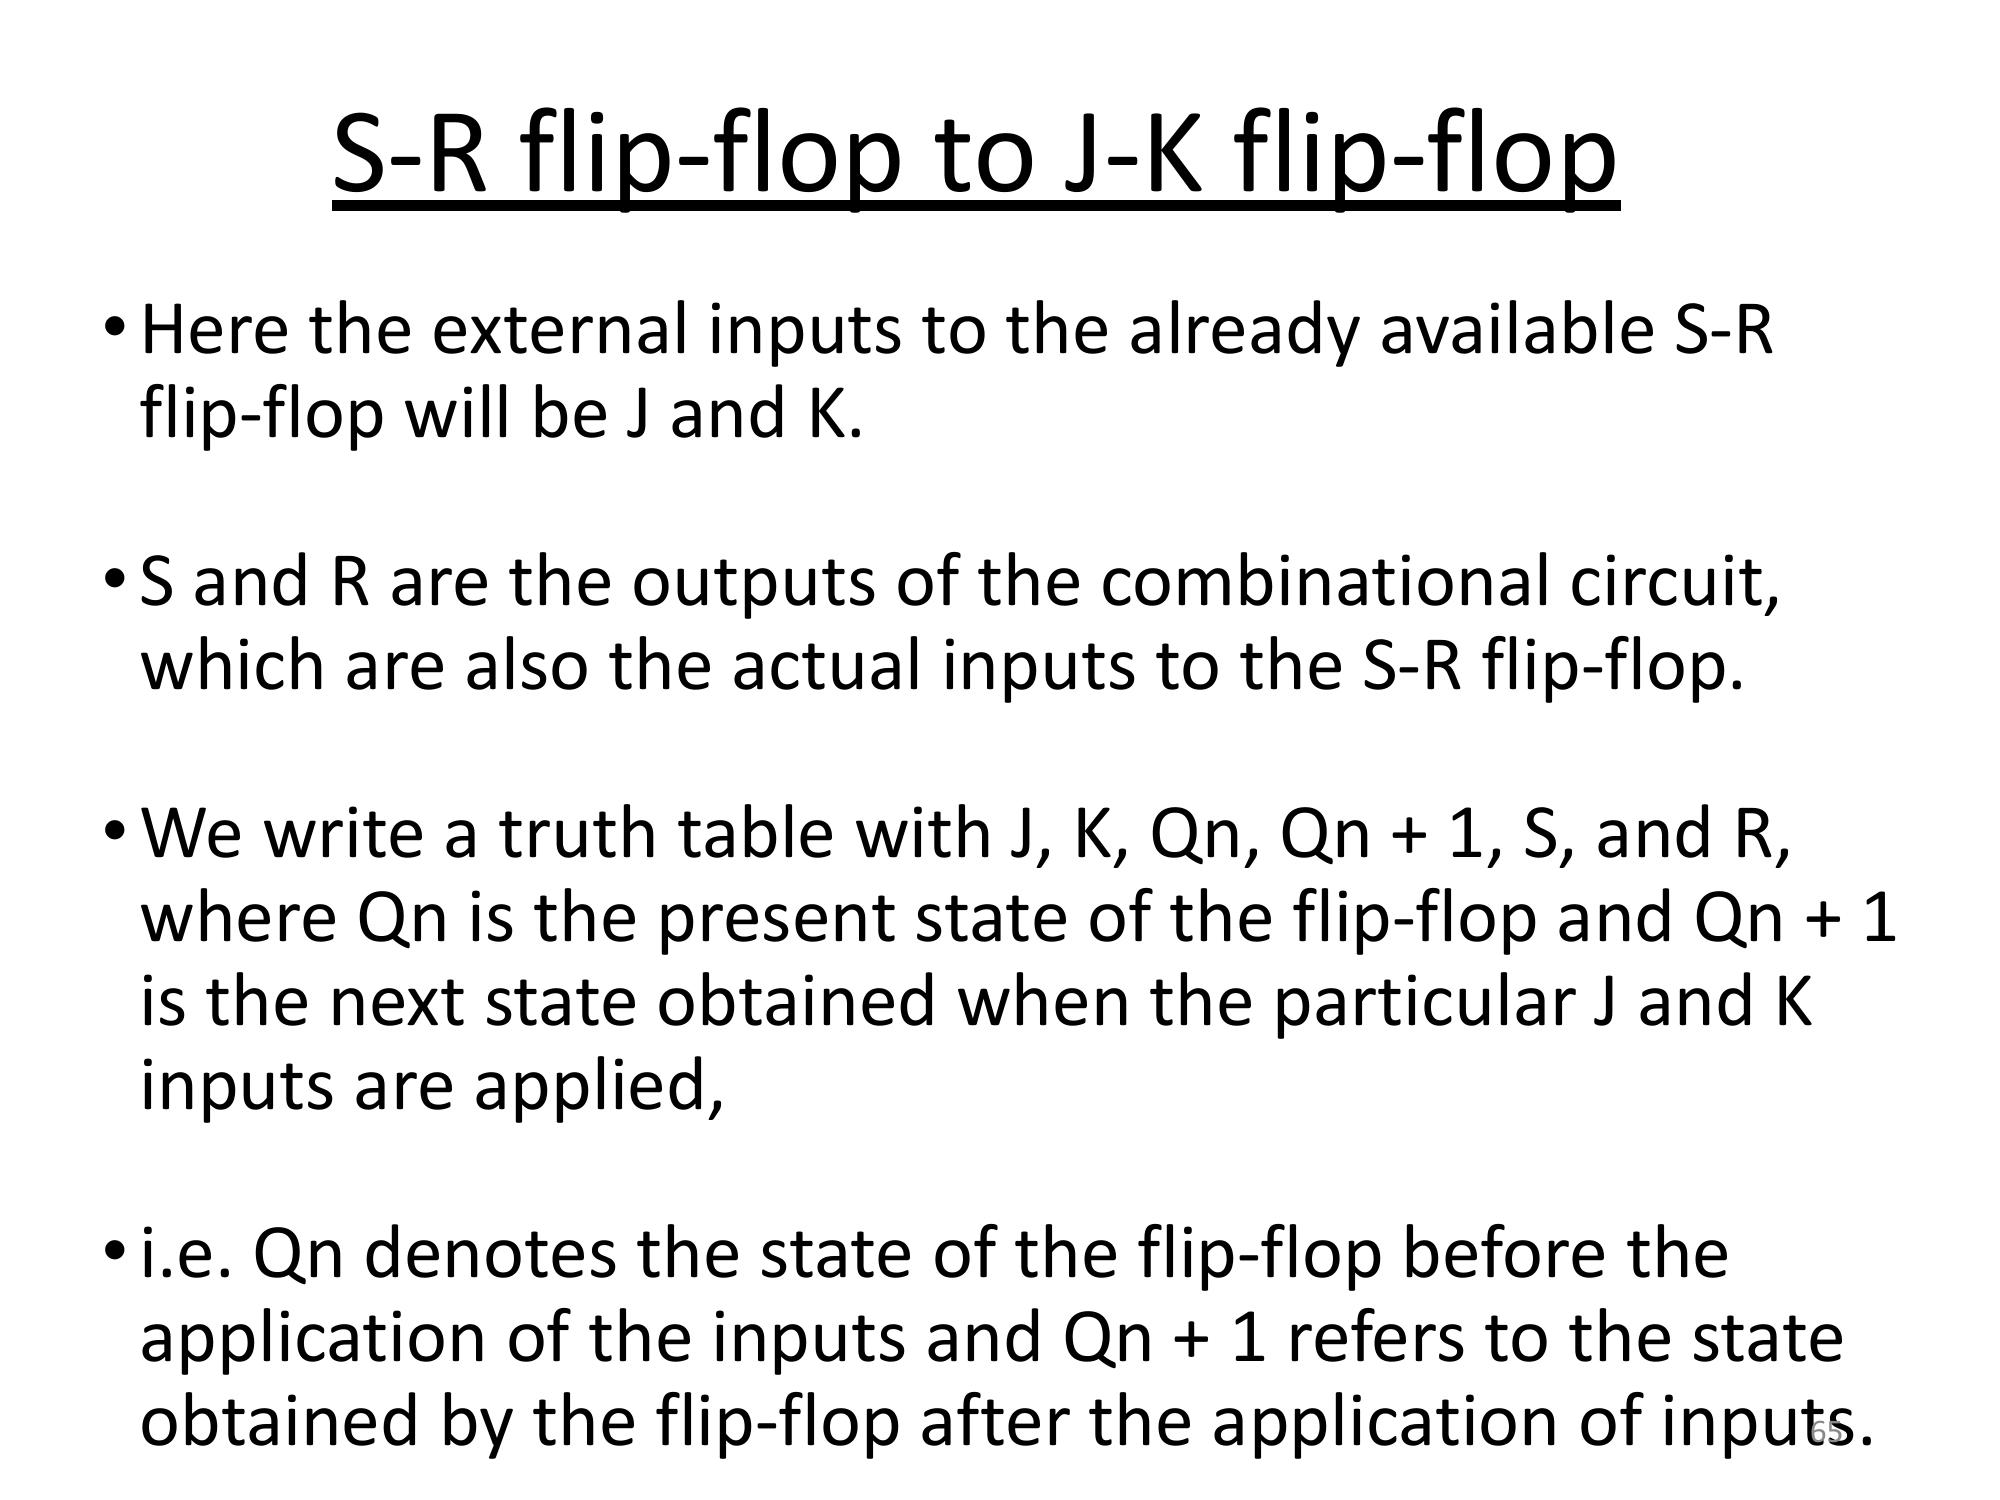 S-R flip-flop to J-K flip-flop
• Here the external inputs to the already available S-R
flip-flop will be J and K.
• S and R are the outputs of the combinational circuit,
which are also the actual inputs to the S-R flip-flop.
• We write a truth table with J, K, Qn, Qn + 1, S, and R,
where Qn is the present state of the flip-flop and Qn + 1
is the next state obtained when the particular J and K
inputs are applied,
• i.e. Qn denotes the state of the flip-flop before the
application of the inputs and Qn + 1 refers to the state
obtained by the flip-flop after the application of inputs.
65